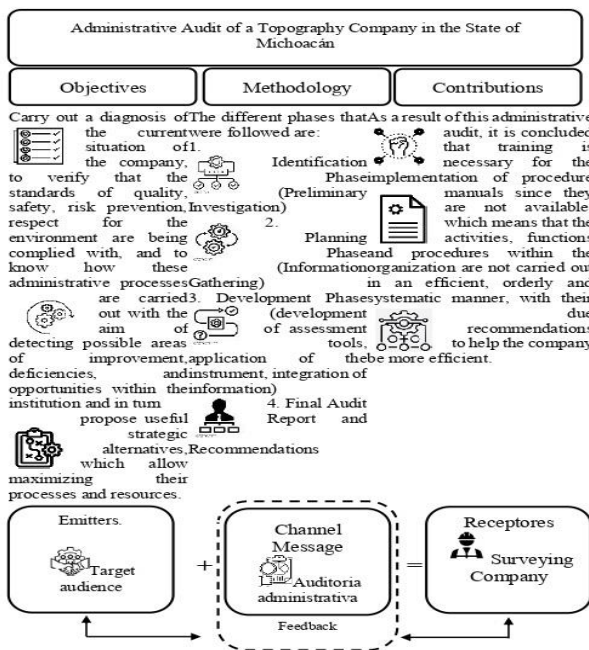 Administrative Audit of a Topography Company in the State of
Michoacán
Objectives
Methodology
Contributions
Carry out a diagnosis of
the current
situation of
the company,
to verify that the
standards of quality,
safety, risk prevention,
respect for the
environment are being
complied with, and to
know how these
administrative processes
are carried
out with the
aim of
detecting possible areas
of improvement,
deficiencies, and
opportunities within the
institution and in turn
propose useful
strategic
alternatives,
which allow
maximizing their
processes and resources.
The different phases that
were followed are:
1.
Identification
Phase
(Preliminary
Investigation)
2.
Planning
Phase
(Information
Gathering)
3. Development Phase
(development
of assessment
tools,
application of the
instrument, integration of
information)
4. Final Audit
Report and
Recommendations
As a result of this administrative
audit, it is concluded
that training is
necessary for the
implementation of procedure
manuals since they
are not available
which means that the
activities, functions
and procedures within the
organization are not carried out
in an efficient, orderly and
systematic manner, with their
due
recommendations
to help the company
be more efficient.
Emitters.
Target
audience
+
Channel
Message
Auditoria
administrativa
Feedback
=
Receptores
Surveying
Company